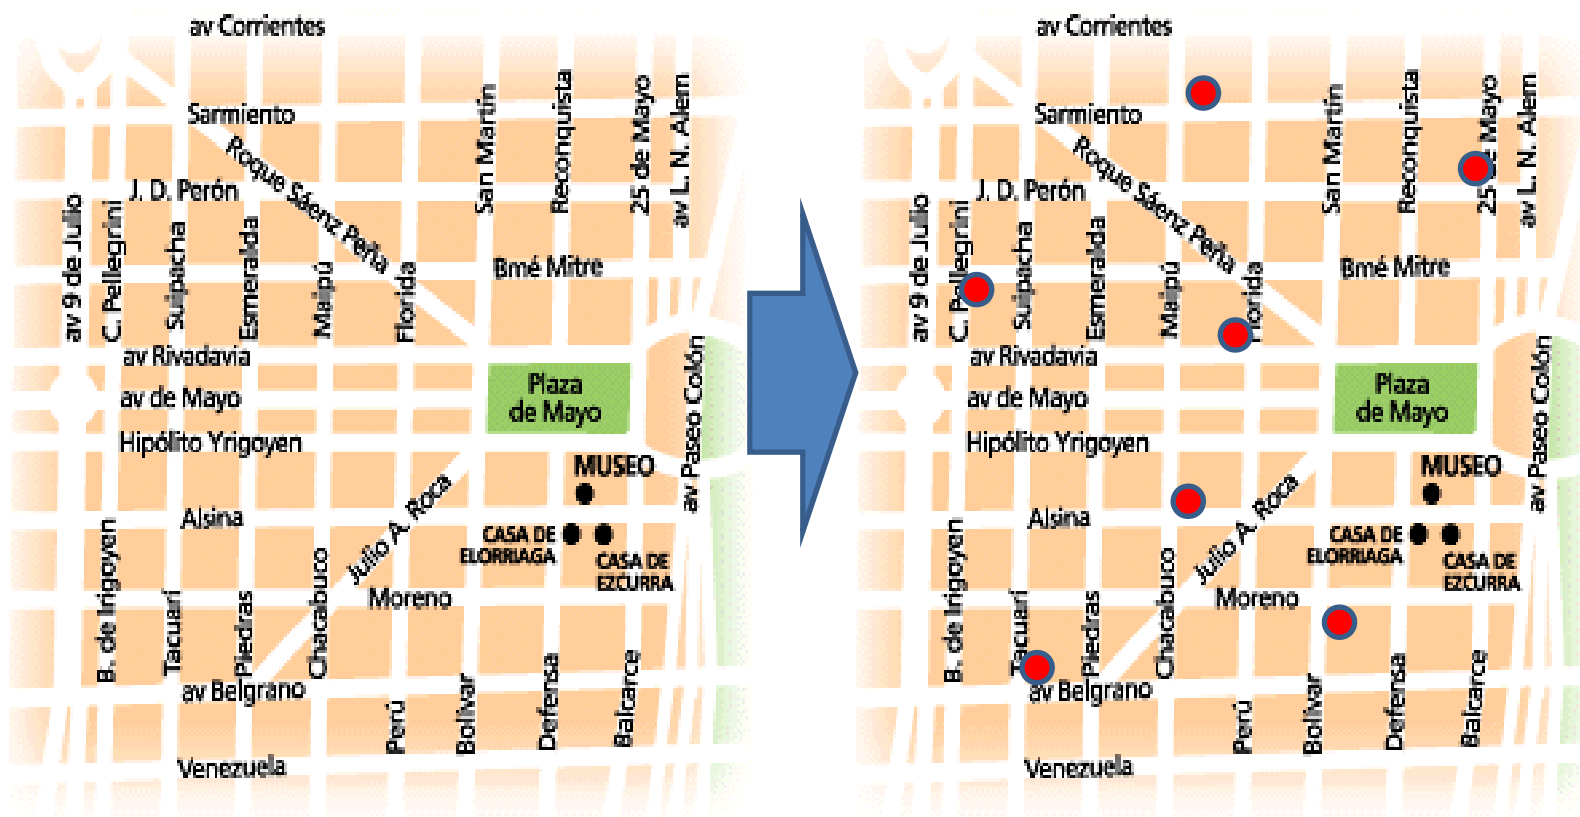 av Corrientes
Sarmiento
Roque Sáenz Peña
J. D. Perón
San Martín
Reconquista
25 de Mayo
av L. N. Alem
av 9 de Julio
C. Pellegrini
Suipacha
Esmeralda
Maipú
Florida
Bmé Mitre
av Rivadavia
av de Mayo
Hipólito Yrigoyen
Plaza
de Mayo
av Paseo Colón
MUSEO
Alsina
Julio A. Roca
CASA DE
ELORRIAGA
CASA DE
EZCURRA
B. de Irigoyen
Tacuarí
Piedras
Chacabuco
Moreno
av Belgrano
Perú
Bolívar
Defensa
Balcarce
Venezuela
av Corrientes
Sarmiento
Roque Sáenz Peña
J. D. Perón
San Martín
Reconquista
25 de Mayo
av L. N. Alem
av 9 de Julio
C. Pellegrini
Suipacha
Esmeralda
Maipú
Florida
Bmé Mitre
av Rivadavia
av de Mayo
Hipólito Yrigoyen
Plaza
de Mayo
av Paseo Colón
MUSEO
Alsina
Julio A. Roca
CASA DE
ELORRIAGA
CASA DE
EZCURRA
B. de Irigoyen
Tacuarí
Piedras
Chacabuco
Moreno
av Belgrano
Perú
Bolívar
Defensa
Balcarce
Venezuela